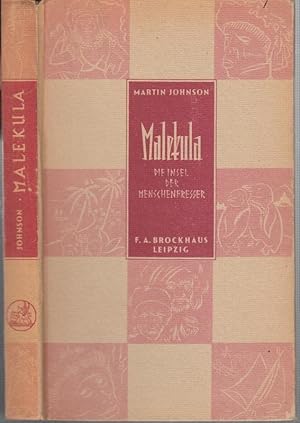 JOHNSON · MALEKULA
MARTIN JOHNSON
Malekula
DIE INSEL
DER
MENSCHENFRESSER
F. A. BROCKHAUS
LEIPZIG